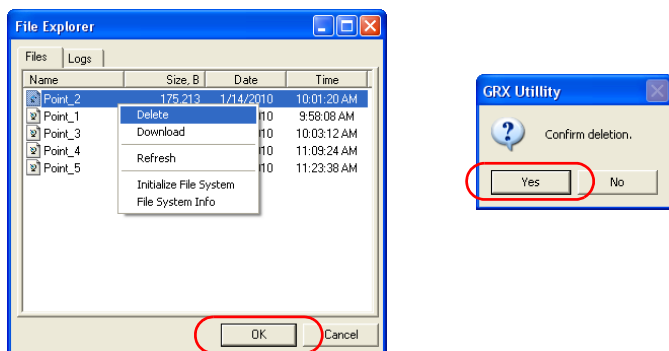 File Explorer
Files Logs
Name Size, B Date Time
Point_2 175,213 1/14/2010 10:01:20 AM
Point_1 10 9:58:08 AM
Point_3 10 10:03:12 AM
Point_4 10 11:09:24 AM
Point_5 10 11:23:38 AM
Delete
Download
Refresh
Initialize File System
File System Info
OK Cancel
GRX Utillity
Confirm deletion.
Yes No